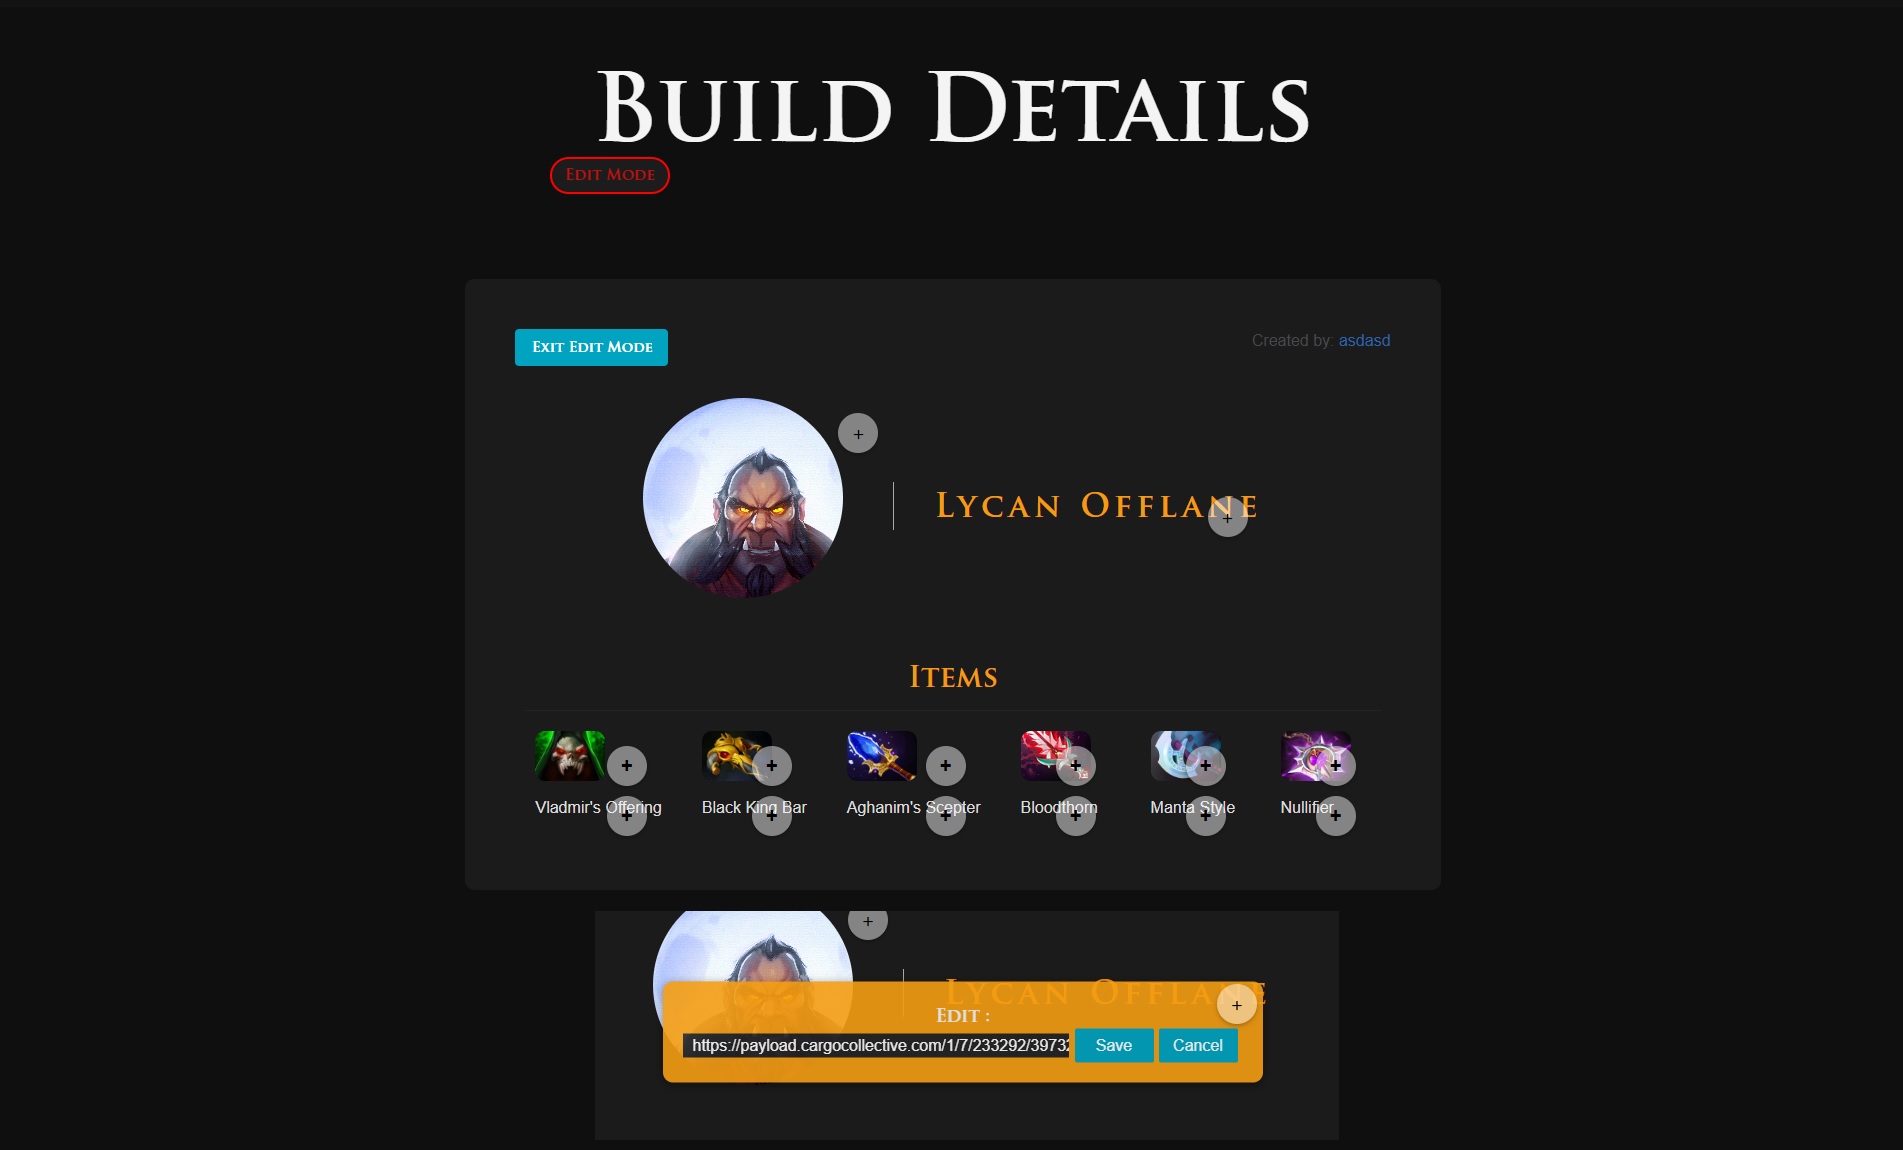 Build Details
Edit Mode
Exit Edit Mode
Created by: asdasd
+
Lycan Offlane
+
Items
+ + + + + +
Vladmir's Offering Black King Bar Aghanim's Scepter Bloodthorn Manta Style Nullifier
+ + + + + +
+
Lycan Offlane
+
Edit :
https://payload.cargocollective.com/1/7/233292/39732 Save Cancel